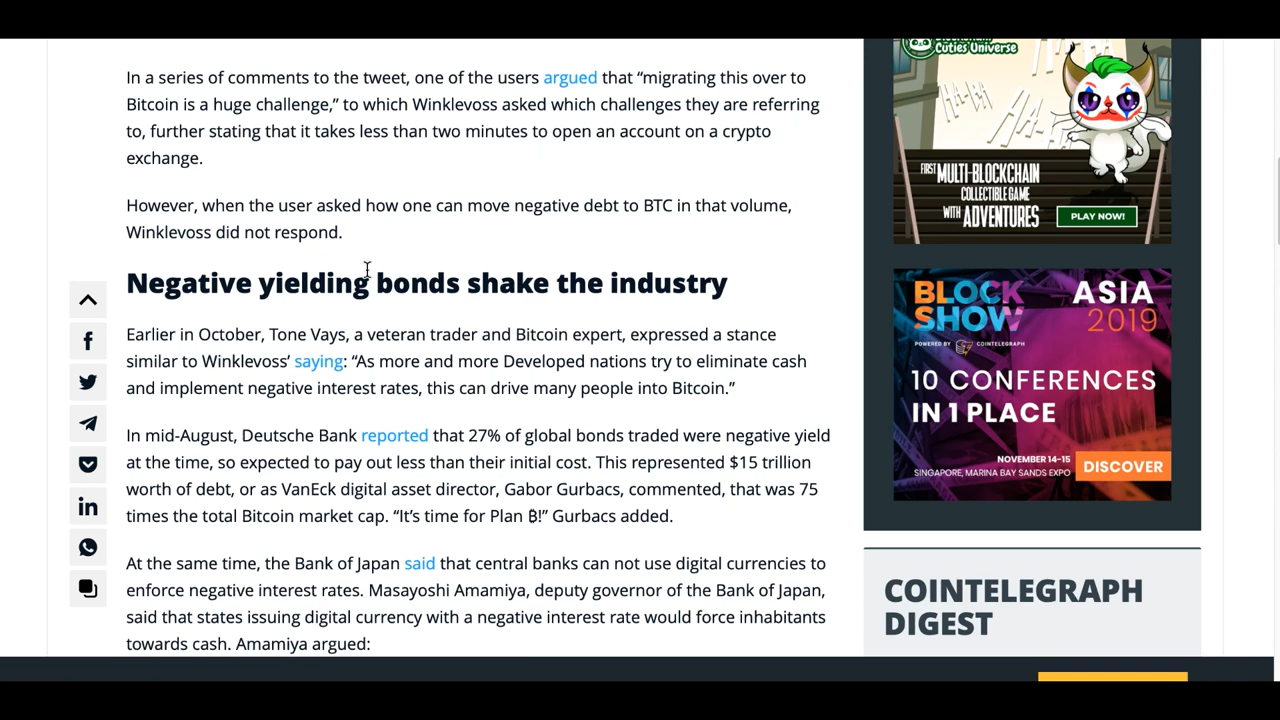 In a series of comments to the tweet, one of the users argued that “migrating this over to
Bitcoin is a huge challenge,” to which Winklevoss asked which challenges they are referring
to, further stating that it takes less than two minutes to open an account on a crypto
exchange.
However, when the user asked how one can move negative debt to BTC in that volume,
Winklevoss did not respond.
Negative yielding bonds shake the industry
Earlier in October, Tone Vays, a veteran trader and Bitcoin expert, expressed a stance
similar to Winklevoss’ saying: “As more and more Developed nations try to eliminate cash
and implement negative interest rates, this can drive many people into Bitcoin.”
In mid-August, Deutsche Bank reported that 27% of global bonds traded were negative yield
at the time, so expected to pay out less than their initial cost. This represented $15 trillion
worth of debt, or as VanEck digital asset director, Gabor Gurbacs, commented, that was 75
times the total Bitcoin market cap. “It’s time for Plan ₿!” Gurbacs added.
At the same time, the Bank of Japan said that central banks can not use digital currencies to
enforce negative interest rates. Masayoshi Amamiya, deputy governor of the Bank of Japan,
said that states issuing digital currency with a negative interest rate would force inhabitants
towards cash. Amamiya argued:
Cuties Universe
HA-HA
HA-HA
FIRST MULTI-BLOCKCHAIN
COLLECTIBLE GAME
WITH ADVENTURES
PLAY NOW!
BLOCK
SHOW
ASIA
2019
POWERED BY COINTELEGRAPH
10 CONFERENCES
IN 1 PLACE
NOVEMBER 14-15
SINGAPORE, MARINA BAY SANDS EXPO
DISCOVER
COINTELEGRAPH
DIGEST